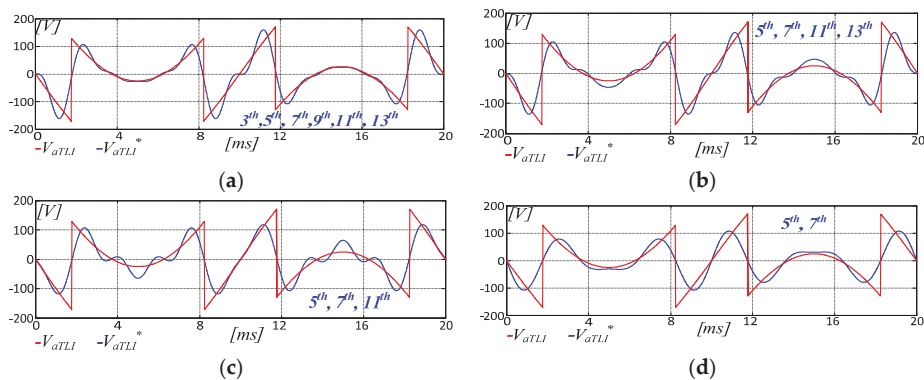 [V]
200
100
0
-100
-200
3th,5th,7th,9th,11th,13th
0 4 8 12 16 20
[ms]
-VaTLI -VaTLI*
(a)
[V]
200
100
0
-100
-200
5th,7th,11th,13th
0 4 8 12 16 20
[ms]
-VaTLI -VaTLI*
(b)
[V]
200
100
0
-100
-200
5th,7th,11th
0 4 8 12 16 20
[ms]
-VaTLI -VaTLI*
(c)
[V]
200
100
0
-100
-200
5th,7th
0 4 8 12 16 20
[ms]
-VaTLI -VaTLI*
(d)